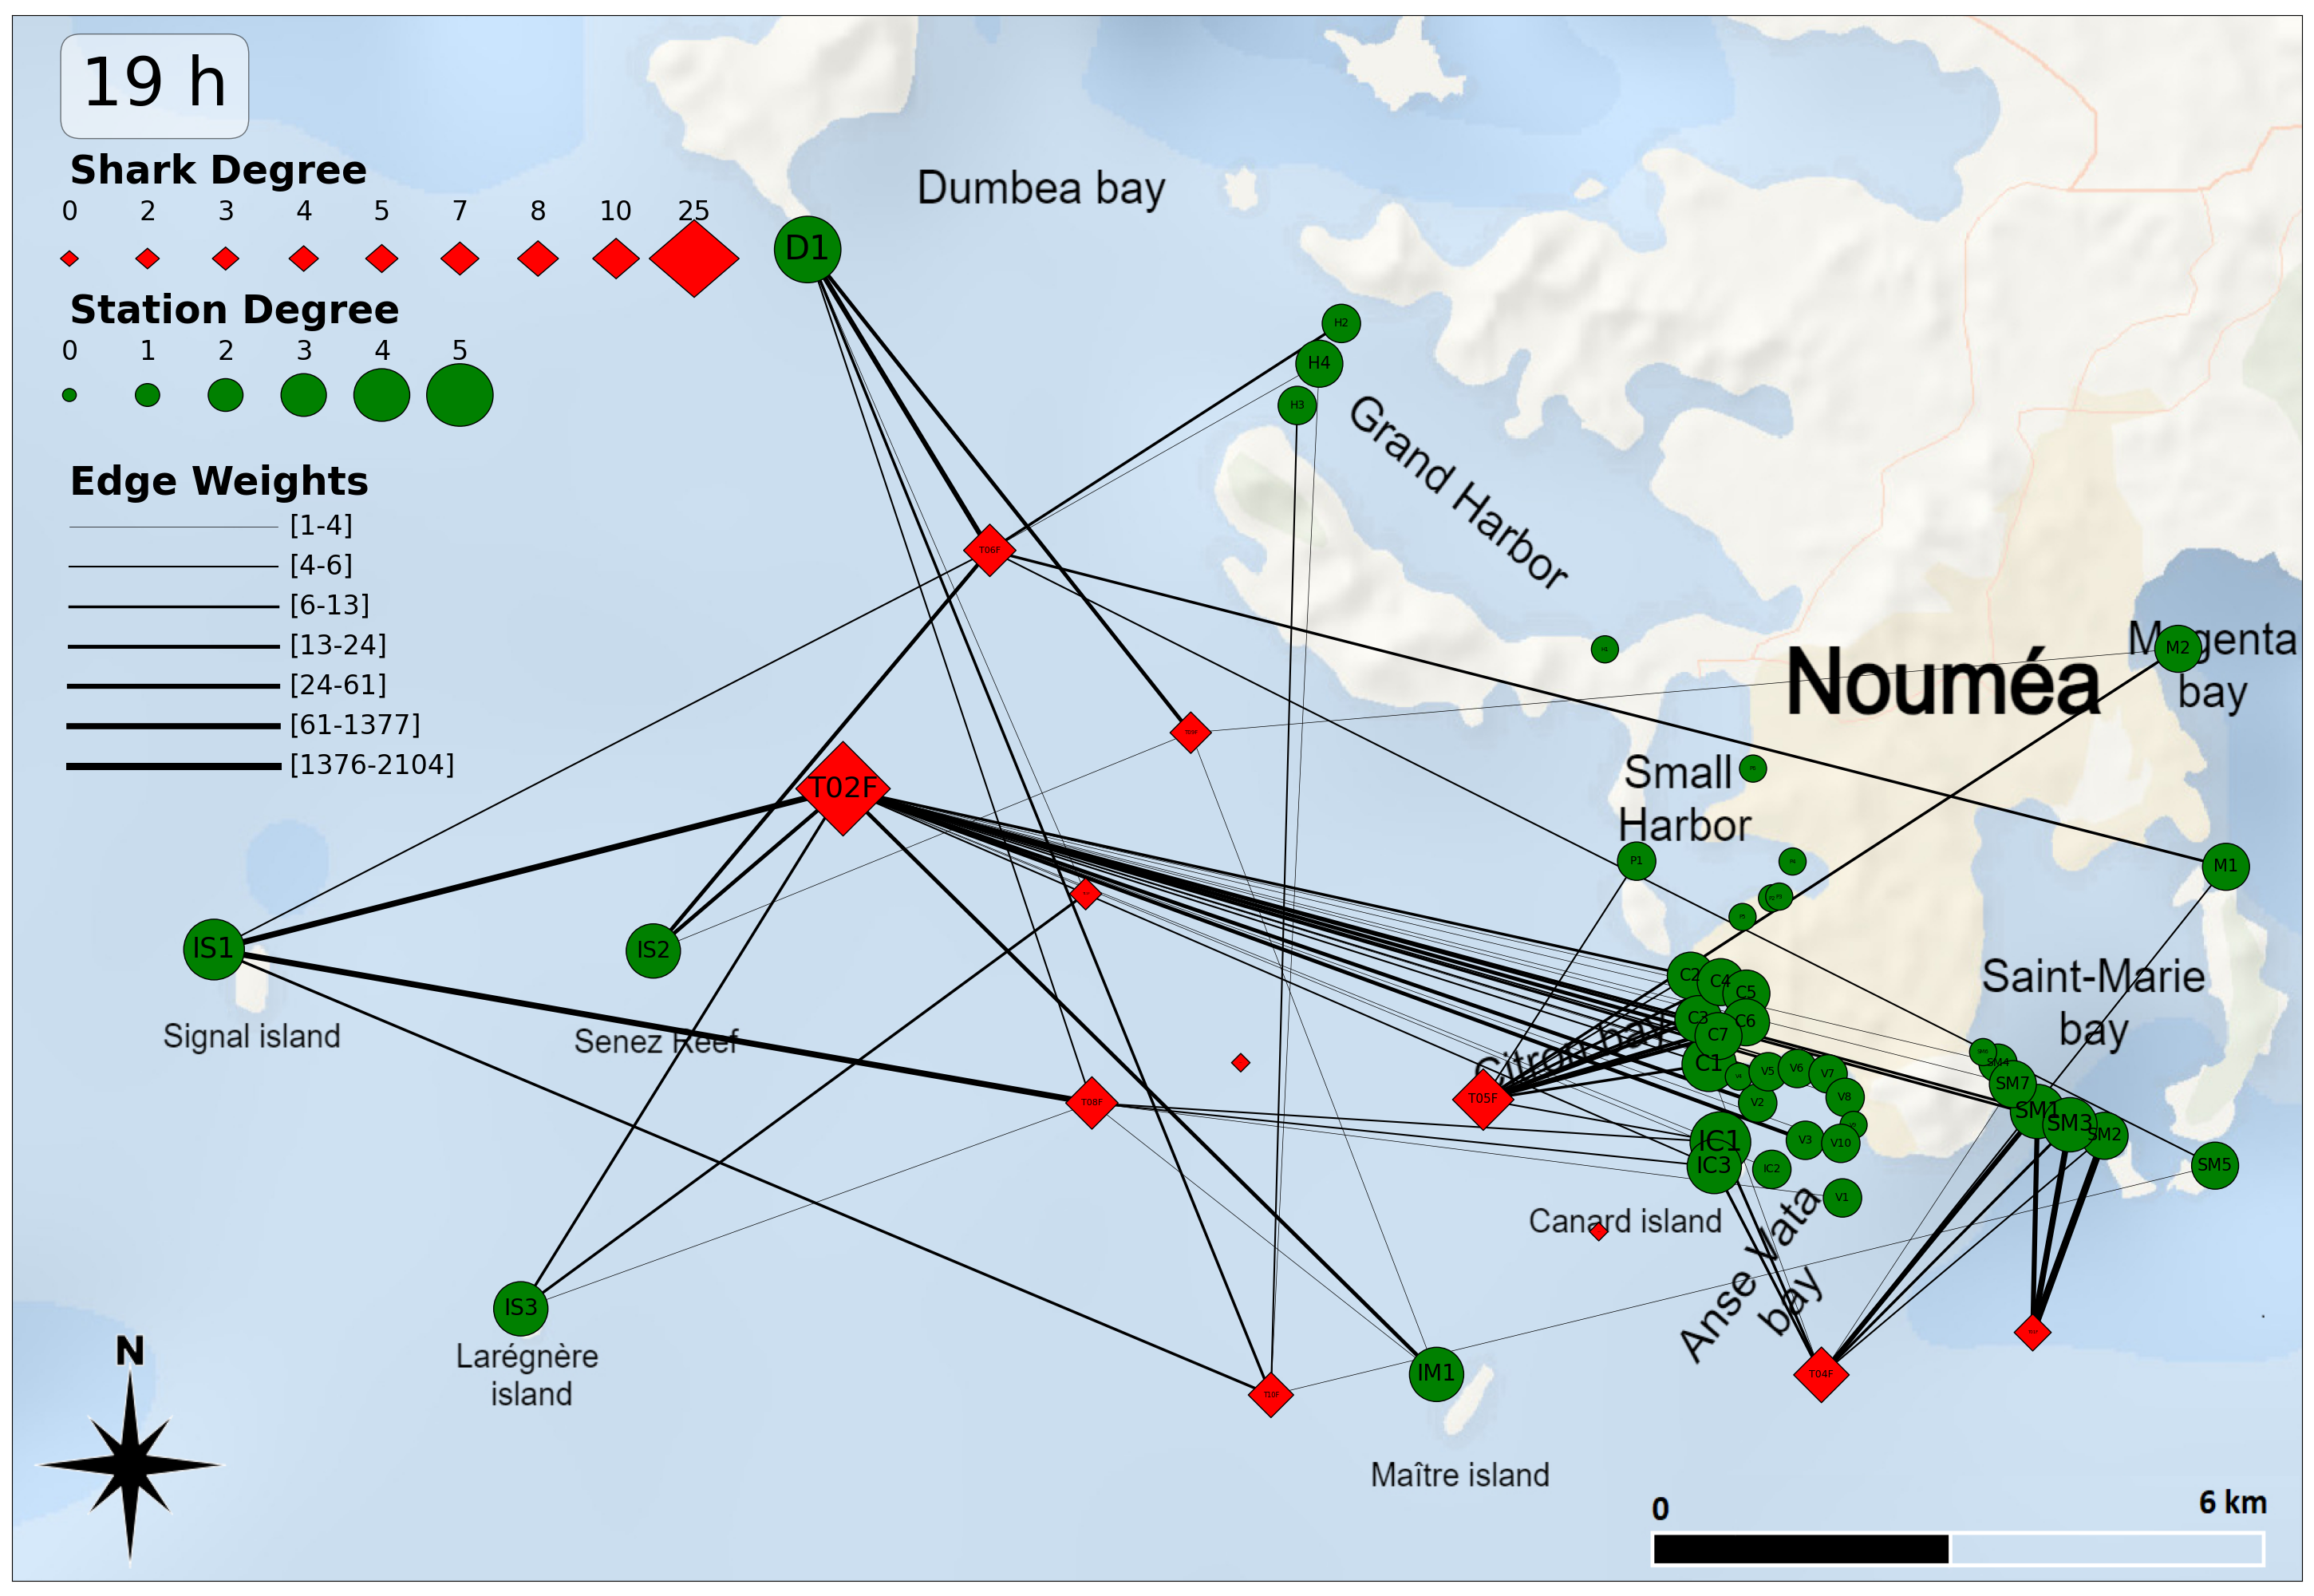 19 h
Shark Degree
0 2 3 4 5 7 8 10 25
Station Degree
0 1 2 3 4 5
Edge Weights
[1-4]
[4-6]
[6-13]
[13-24]
[24-61]
[61-1377]
[1376-2104]
D1
Dumbea bay
H2
H4
H3
Grand Harbor
T06F
M2
Magenta
bay
Nouméa
T02F
Small
Harbor
P1
M1
IS1
IS2
Signal island
Senez Reef
C2
C4
C5
C3
C6
C7
C1
Citron bay
Saint-Marie
bay
V5
V6
V7
V2
V8
V3
V10
IC1
IC3
IC2
V1
SM4
SM7
SM1
SM3
SM2
SM5
T05F
T08F
Canard island
Anse Vata
bay
IS3
Larégnère
island
IM1
T10F
T04F
Maître island
N
0
6 km